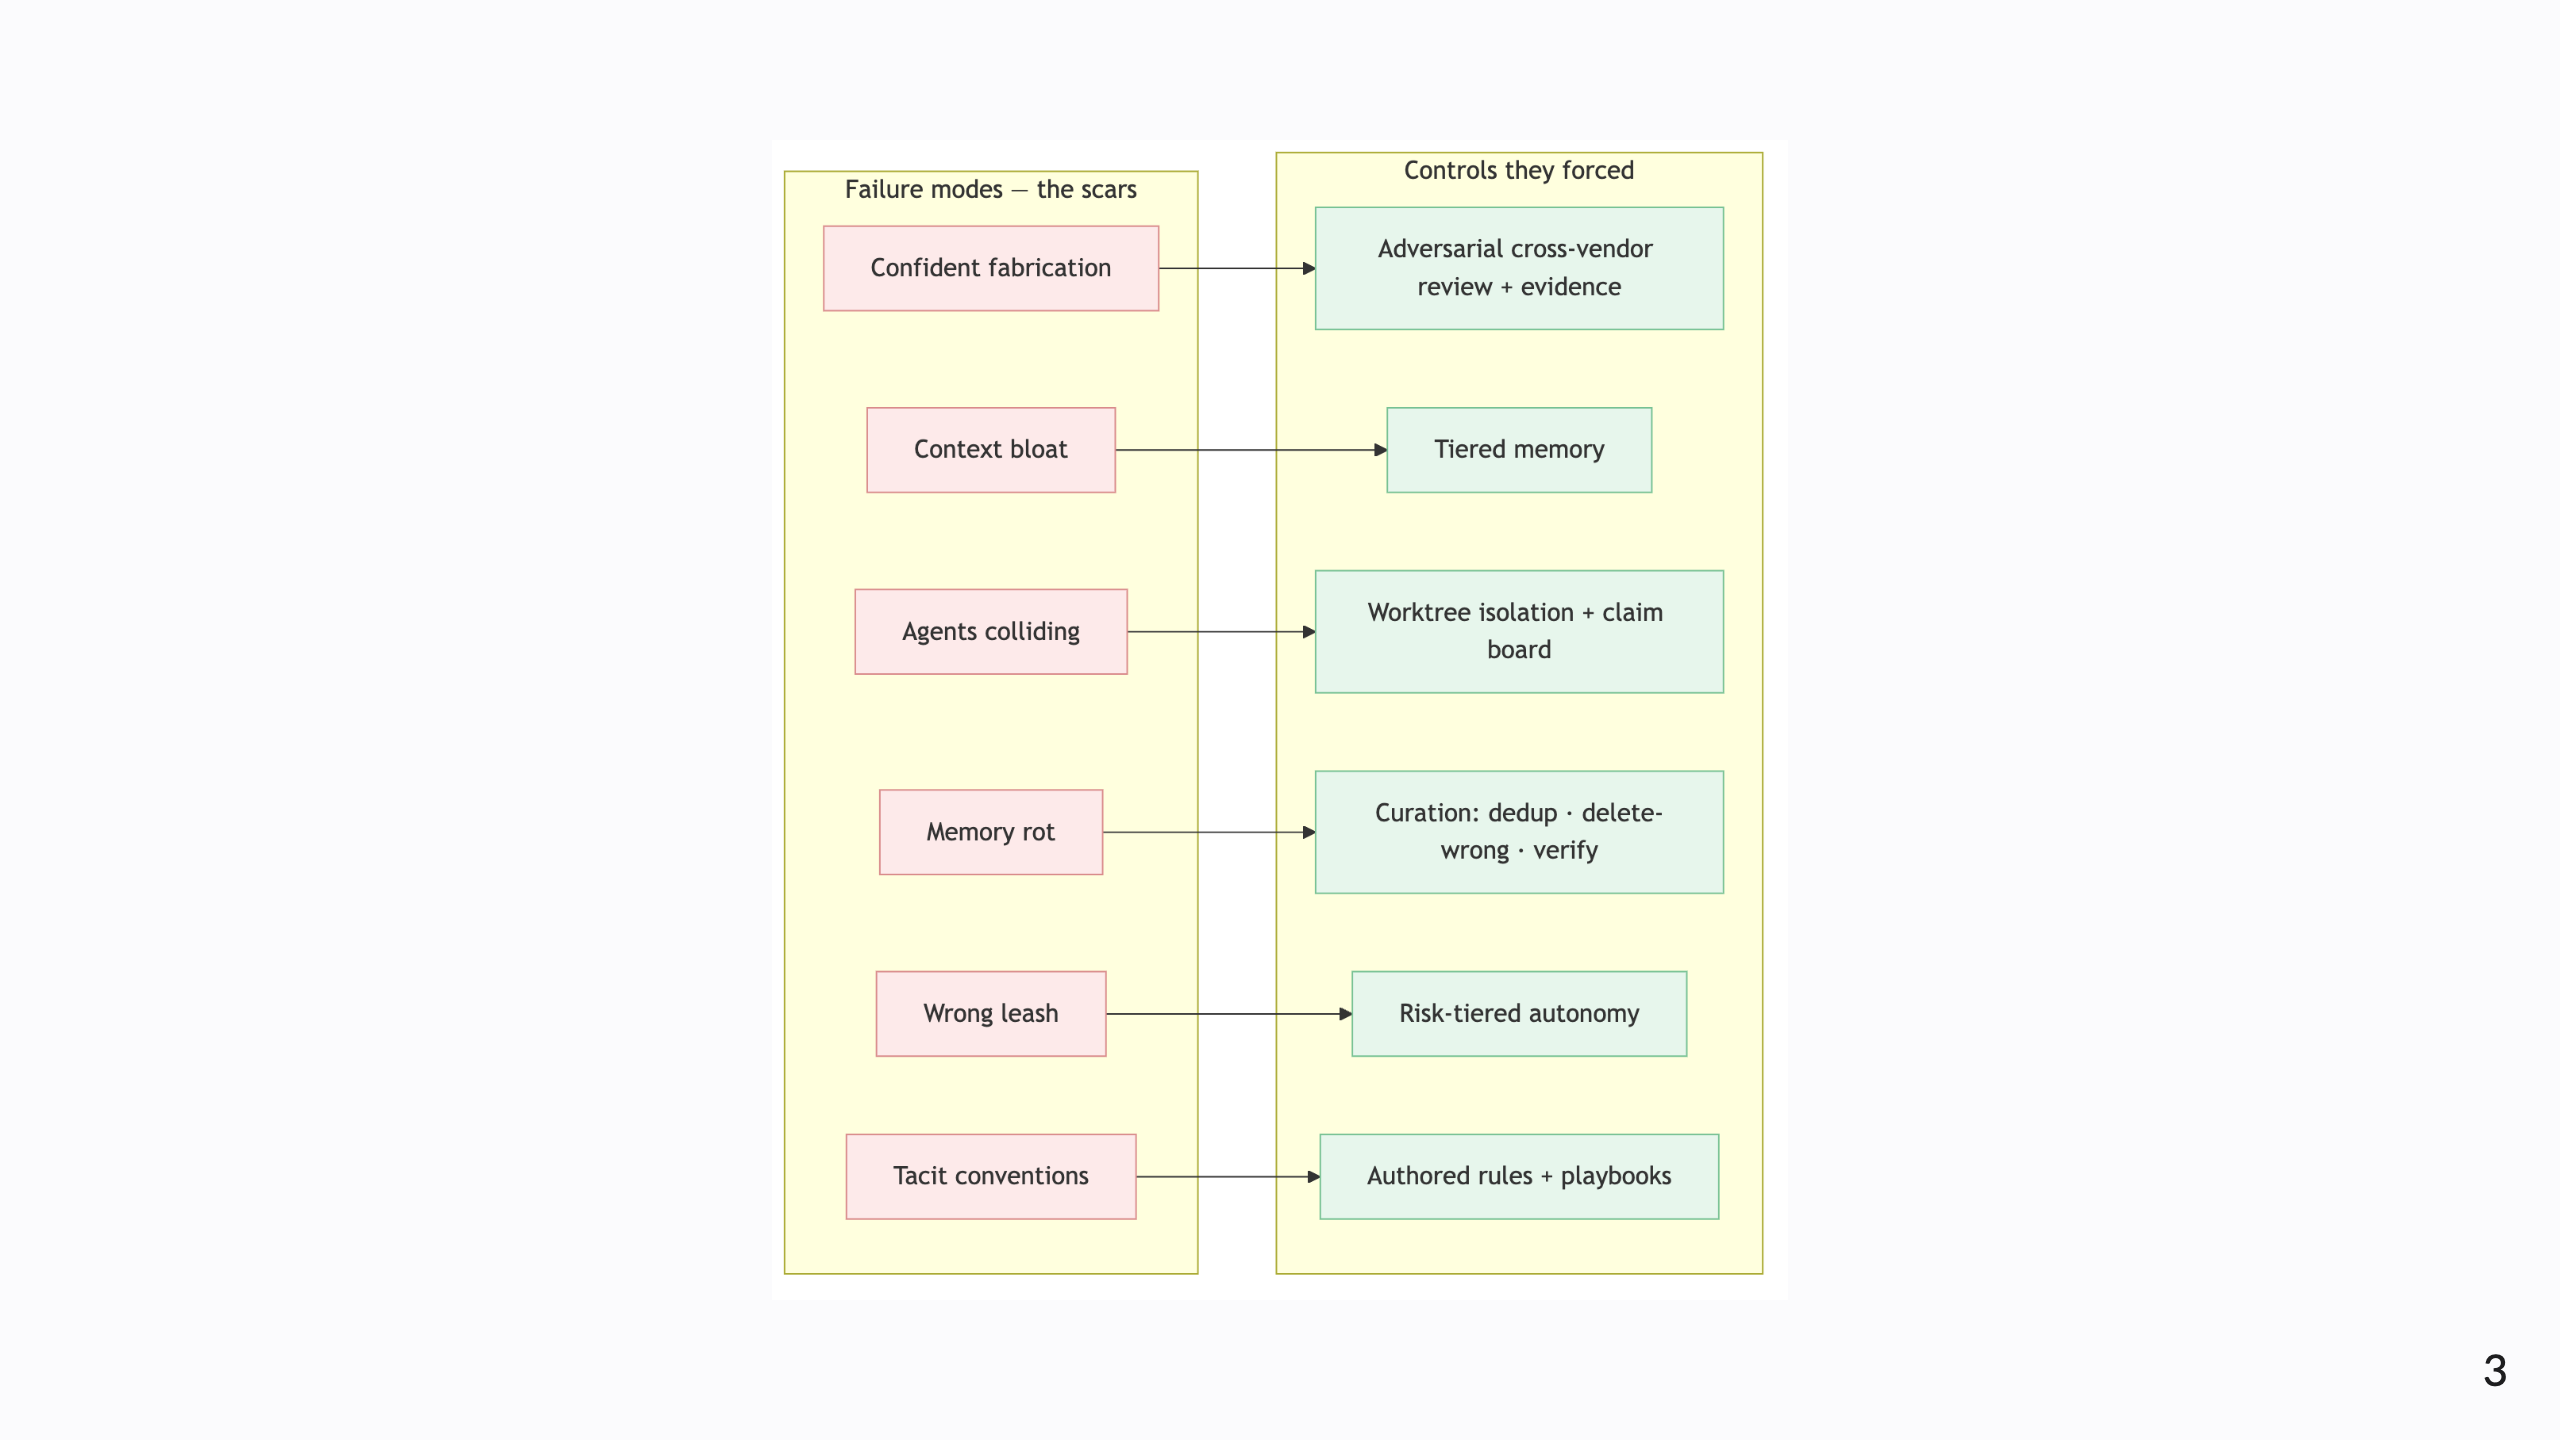 Failure modes — the scars
Controls they forced
Confident fabrication
Adversarial cross-vendor
review + evidence
Context bloat
Tiered memory
Agents colliding
Worktree isolation + claim
board
Memory rot
Curation: dedup · delete-
wrong · verify
Wrong leash
Risk-tiered autonomy
Tacit conventions
Authored rules + playbooks
3